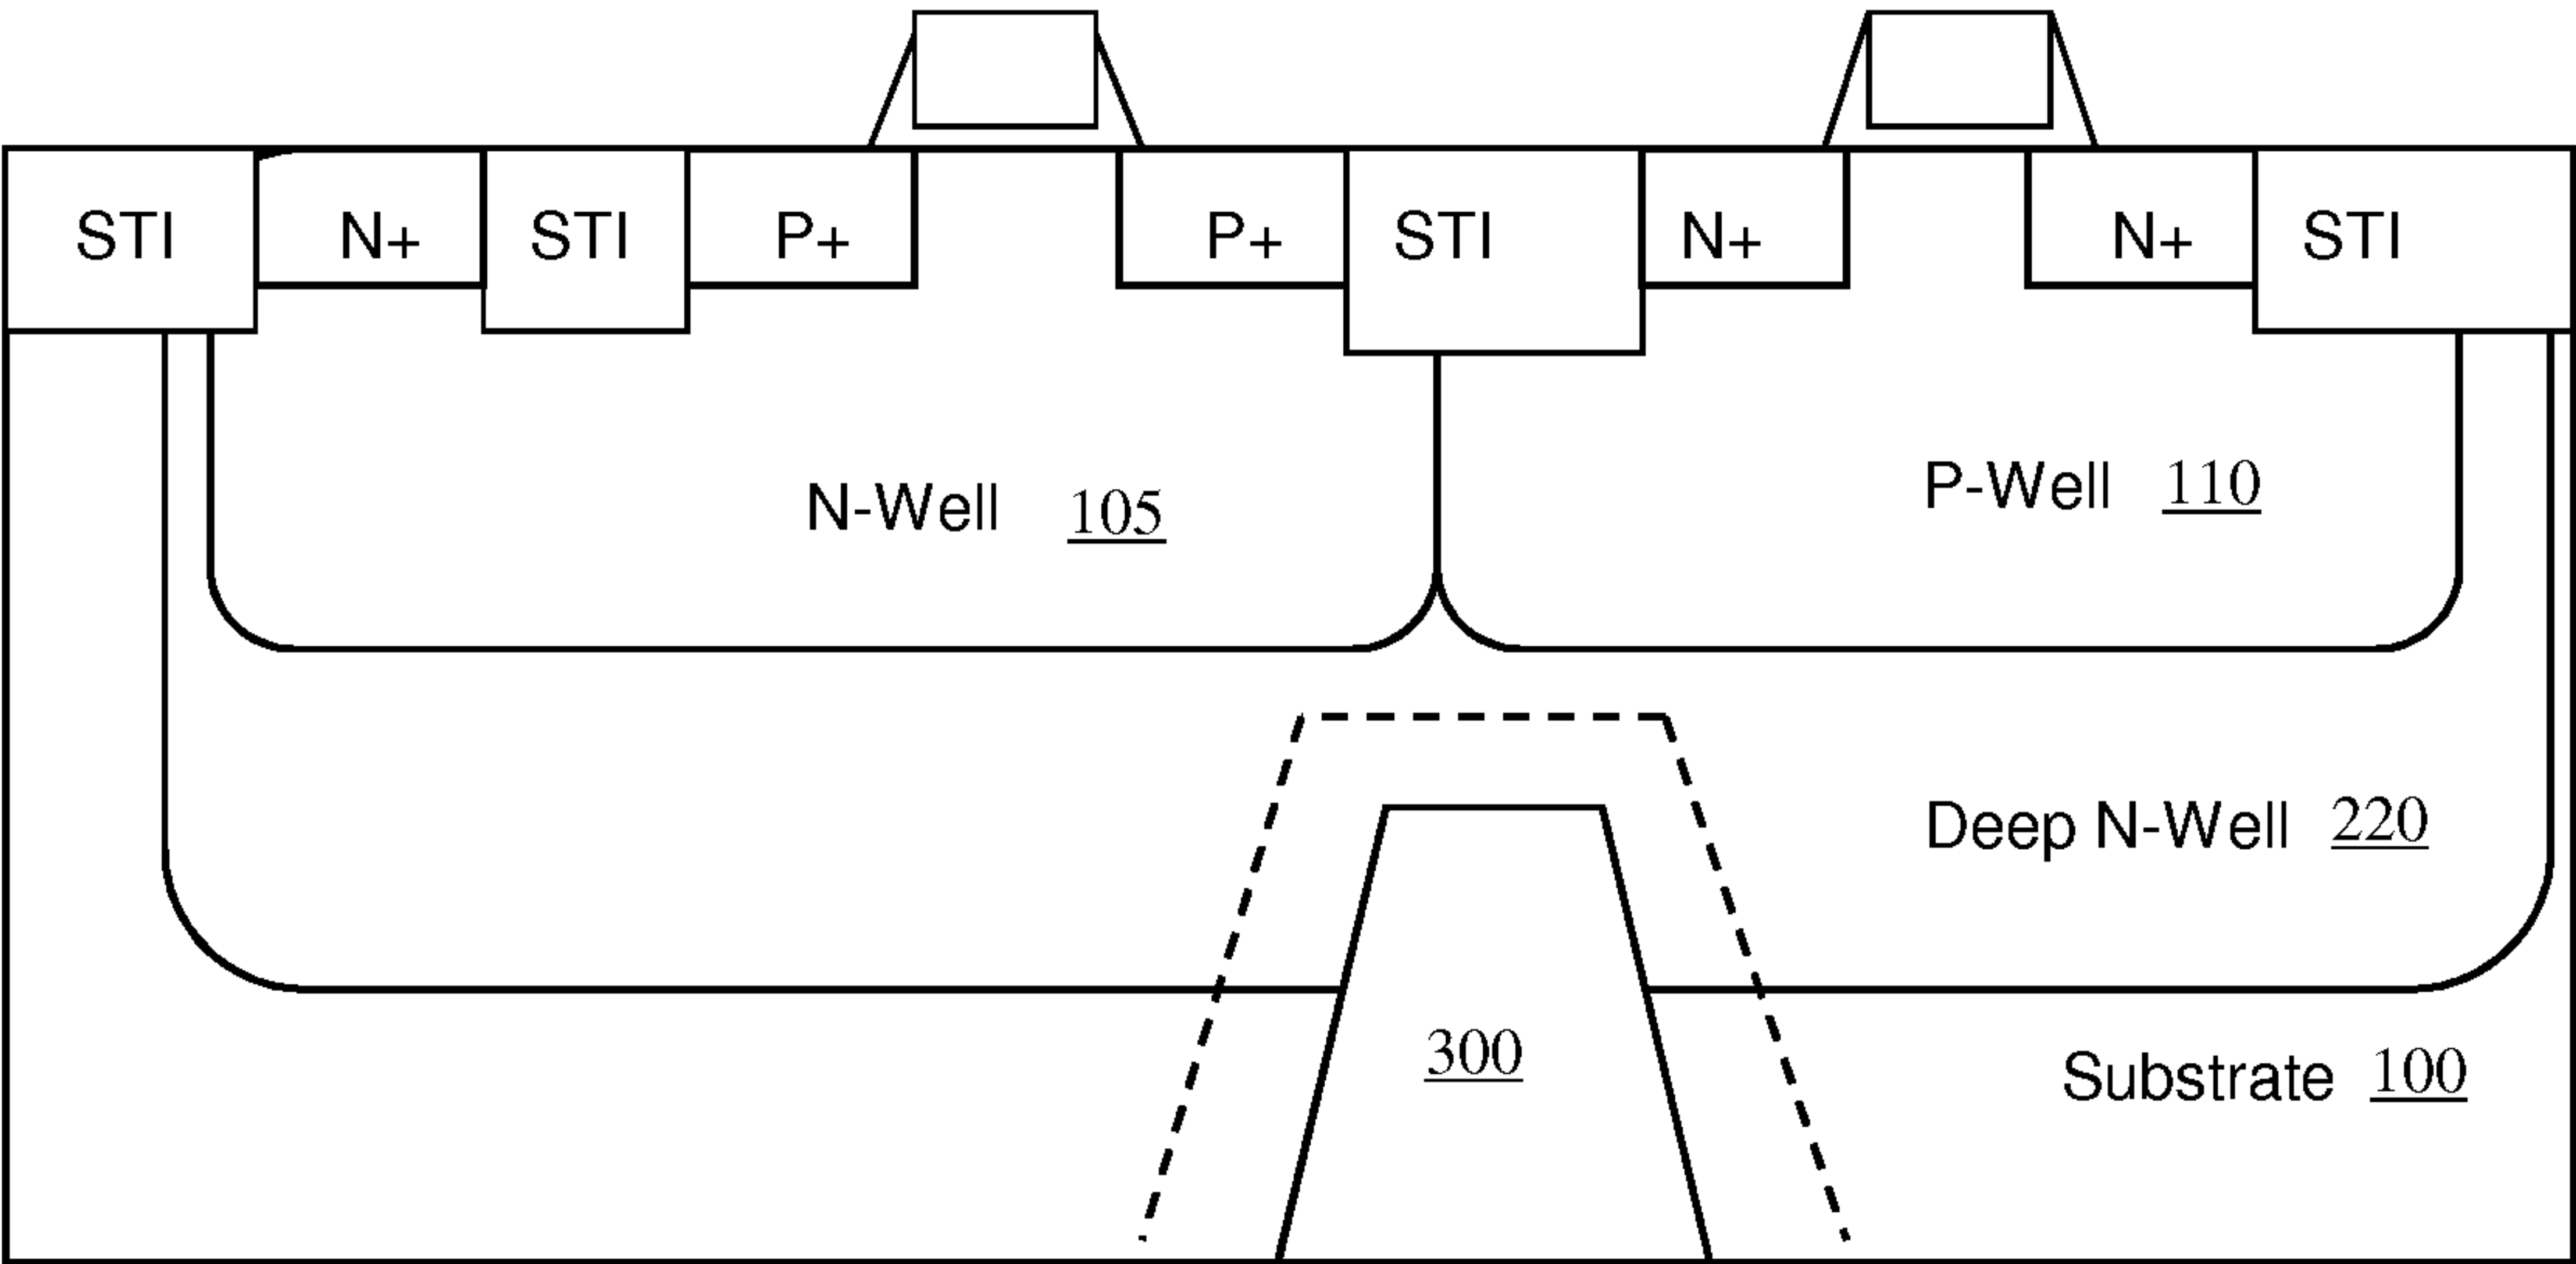 STI N+ STI P+ P+ STI N+ N+ STI
N-Well 105
P-Well 110
Deep N-Well 220
300
Substrate 100